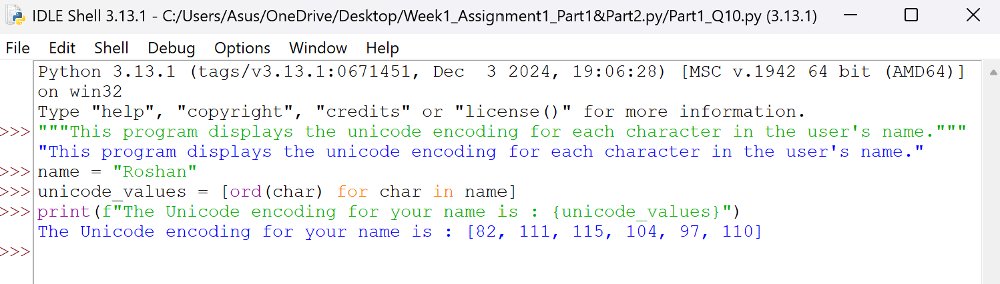 IDLE Shell 3.13.1 - C:/Users/Asus/OneDrive/Desktop/Week1_Assignment1_Part1&Part2.py/Part1_Q10.py (3.13.1)
File Edit Shell Debug Options Window Help
Python 3.13.1 (tags/v3.13.1:0671451, Dec  3 2024, 19:06:28) [MSC v.1942 64 bit (AMD64)]
on win32
Type "help", "copyright", "credits" or "license()" for more information.
>>> """This program displays the unicode encoding for each character in the user's name."""
"This program displays the unicode encoding for each character in the user's name."
>>> name = "Roshan"
>>> unicode_values = [ord(char) for char in name]
>>> print(f"The Unicode encoding for your name is : {unicode_values}")
The Unicode encoding for your name is : [82, 111, 115, 104, 97, 110]
>>>